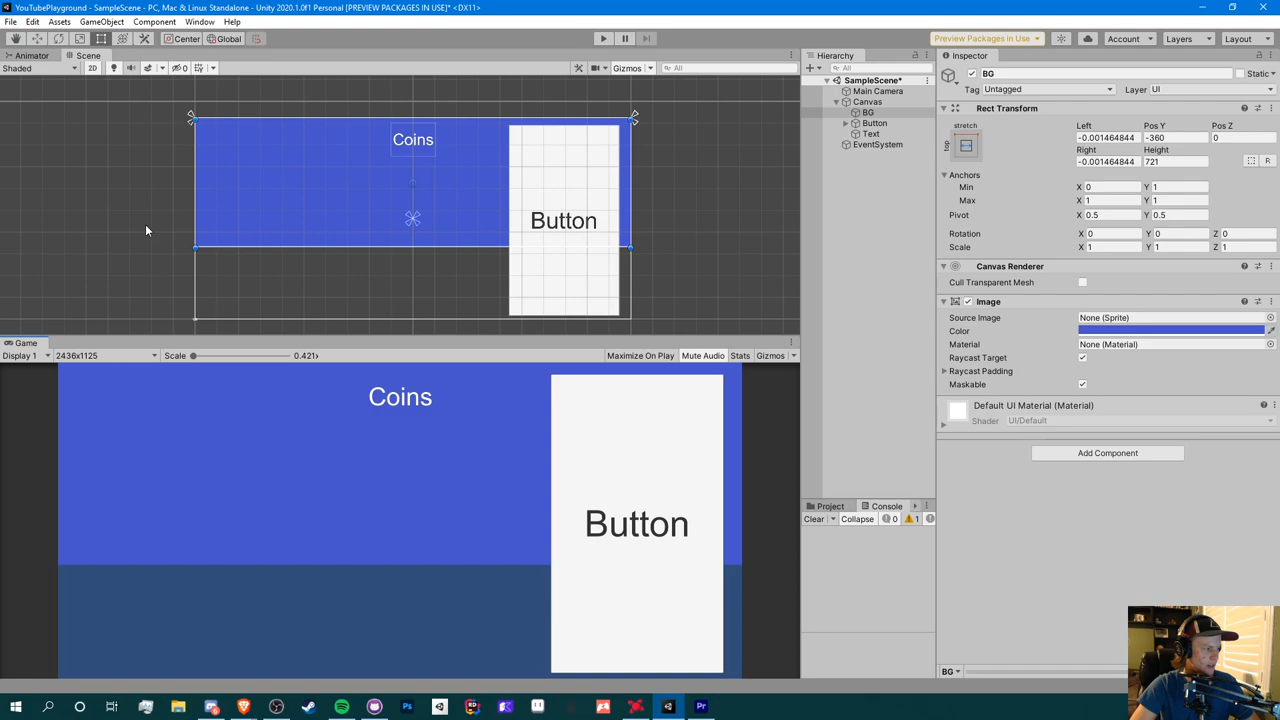 YouTubePlayground - SampleScene - PC, Mac & Linux Standalone - Unity 2020.1.0f1 Personal [PREVIEW PACKAGES IN USE]* <DX11>
File Edit Assets GameObject Component Window Help
Center Global Preview Packages in Use Account Layers Layout
Animator Scene
Shaded 2D 0 Gizmos All
Coins
Button
Game
Display 1 2436x1125 Scale 0.421x Maximize On Play Mute Audio Stats Gizmos
Coins
Button
Hierarchy
All
SampleScene*
Main Camera
Canvas
BG
Button
Text
EventSystem
Project Console
Clear Collapse 0 1
Inspector
BG Static
Tag Untagged Layer UI
Rect Transform
stretch
top
Left Pos Y Pos Z
-0.001464844 -360 0
Right Height
-0.001464844 721 R
Anchors
Min X 0 Y 1
Max X 1 Y 1
Pivot X 0.5 Y 0.5
Rotation X 0 Y 0 Z 0
Scale X 1 Y 1 Z 1
Canvas Renderer
Cull Transparent Mesh
Image
Source Image None (Sprite)
Color
Material None (Material)
Raycast Target
Raycast Padding
Maskable
Default UI Material (Material)
Shader UI/Default
Add Component
BG